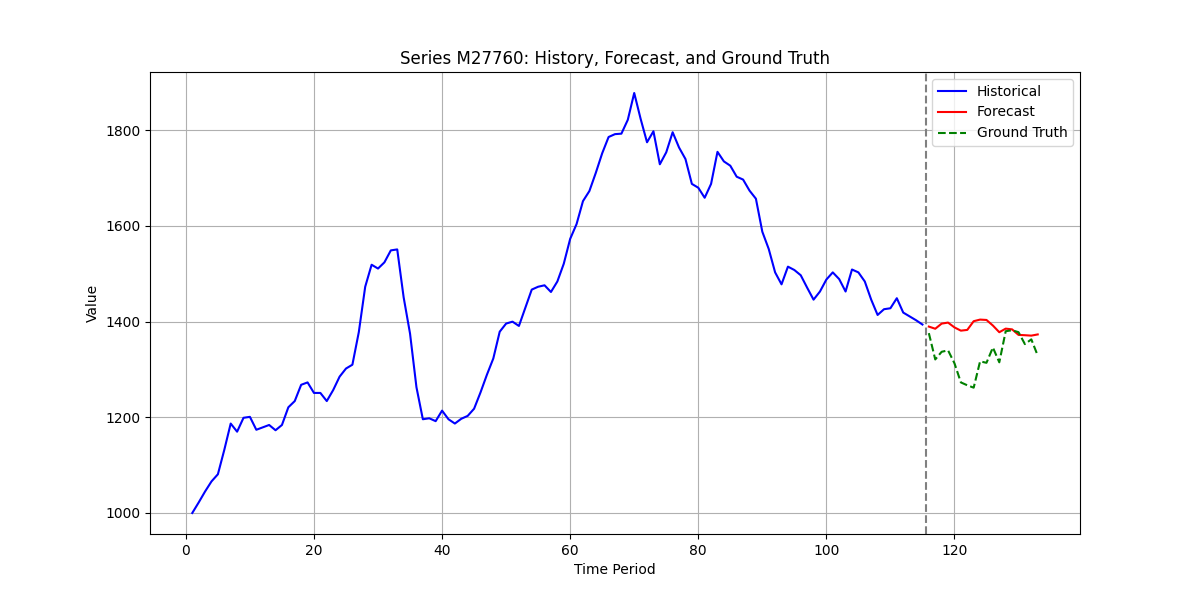 Series M27760: History, Forecast, and Ground Truth
Historical
Forecast
Ground Truth
Value
1800
1600
1400
1200
1000
0 20 40 60 80 100 120
Time Period